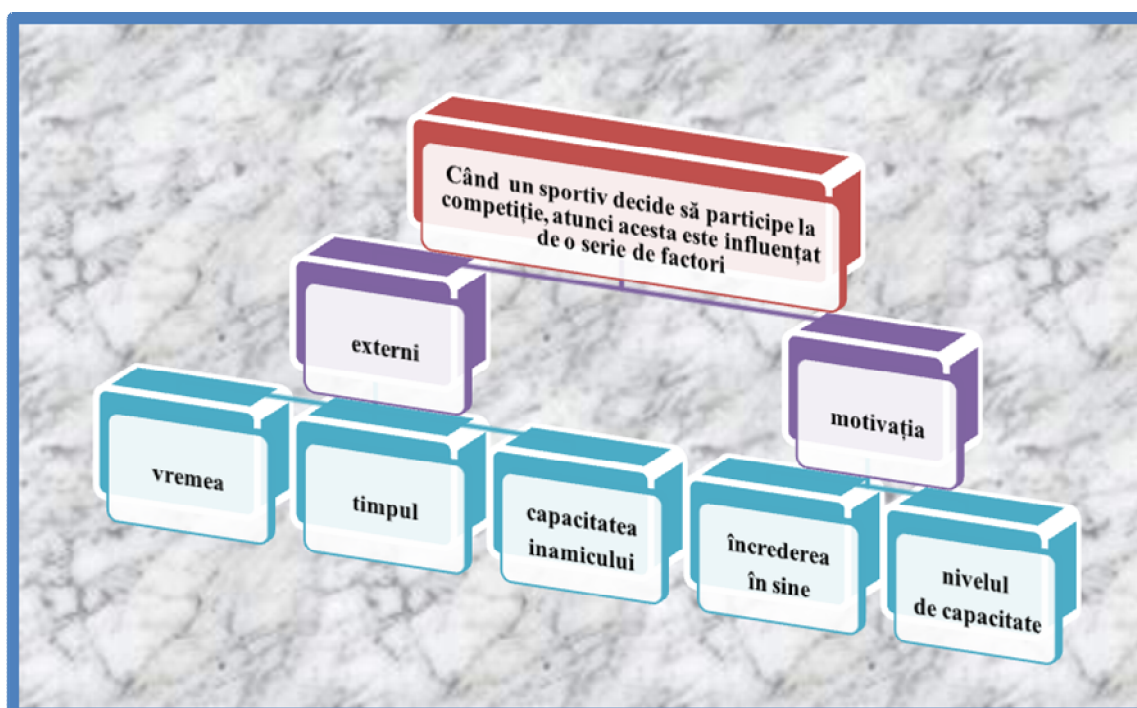 Când un sportiv decide să participe la
competiție, atunci acesta este influențat
de o serie de factori
externi
motivația
vremea
timpul
capacitatea
inamicului
încrederea
în sine
nivelul
de capacitate